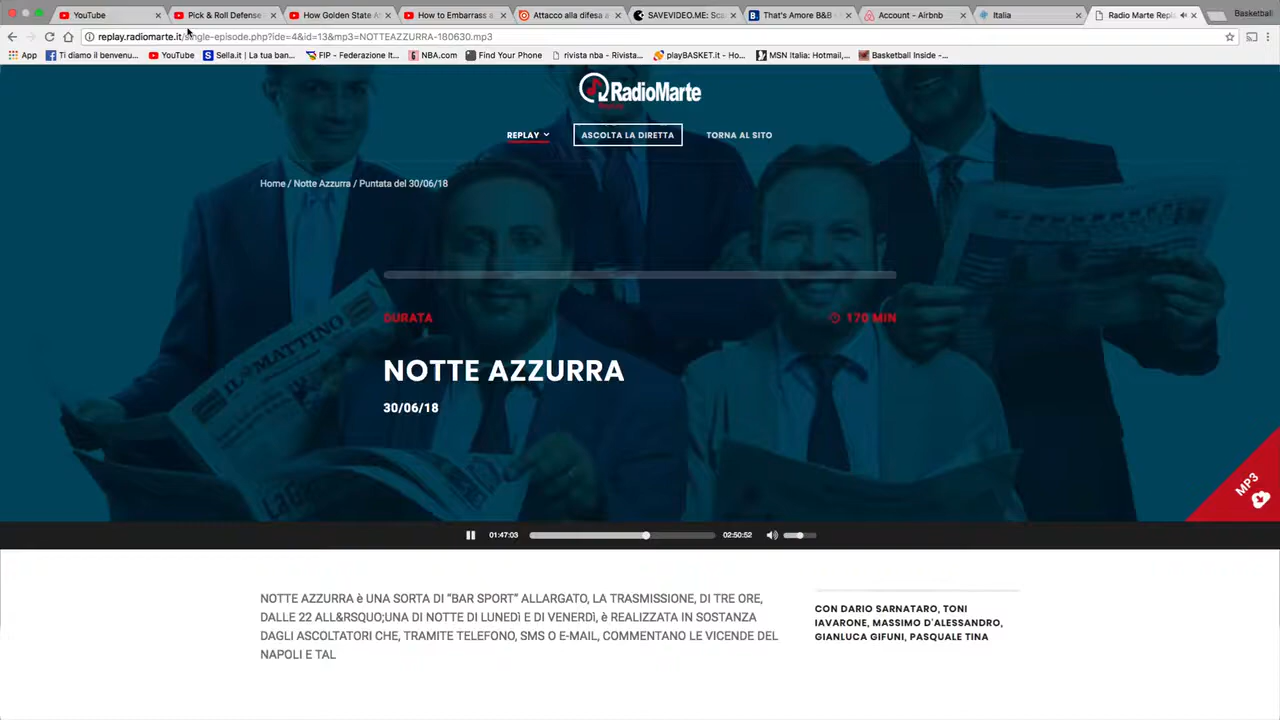 YouTube
Pick & Roll Defense
How Golden State A
How to Embarrass a
Attacco alla difesa a
SAVEVIDEO.ME: Sca
That's Amore B&B
Account - Airbnb
Italia
Radio Marte Repl
Basketball
replay.radiomarte.it/single-episode.php?ide=4&id=13&mp3=NOTTEAZZURRA-180630.mp3
App
Ti diamo il benvenut...
YouTube
Sella.it | La tua ban...
FIP - Federazione It...
NBA.com
Find Your Phone
rivista nba - Rivista...
playBASKET.it - Ho...
MSN Italia: Hotmail,...
Basketball Inside -...
RadioMarte
REPLAY
ASCOLTA LA DIRETTA
TORNA AL SITO
Home / Notte Azzurra / Puntata del 30/06/18
IL MATTINO
DURATA
170 MIN
NOTTE AZZURRA
30/06/18
MP3
01:47:03
02:50:52
NOTTE AZZURRA è UNA SORTA DI "BAR SPORT" ALLARGATO, LA TRASMISSIONE, DI TRE ORE,
DALLE 22 ALL&RSQUO;UNA DI NOTTE DI LUNEDì E DI VENERDì, è REALIZZATA IN SOSTANZA
DAGLI ASCOLTATORI CHE, TRAMITE TELEFONO, SMS O E-MAIL, COMMENTANO LE VICENDE DEL
NAPOLI E TAL
CON DARIO SARNATARO, TONI
IAVARONE, MASSIMO D'ALESSANDRO,
GIANLUCA GIFUNI, PASQUALE TINA